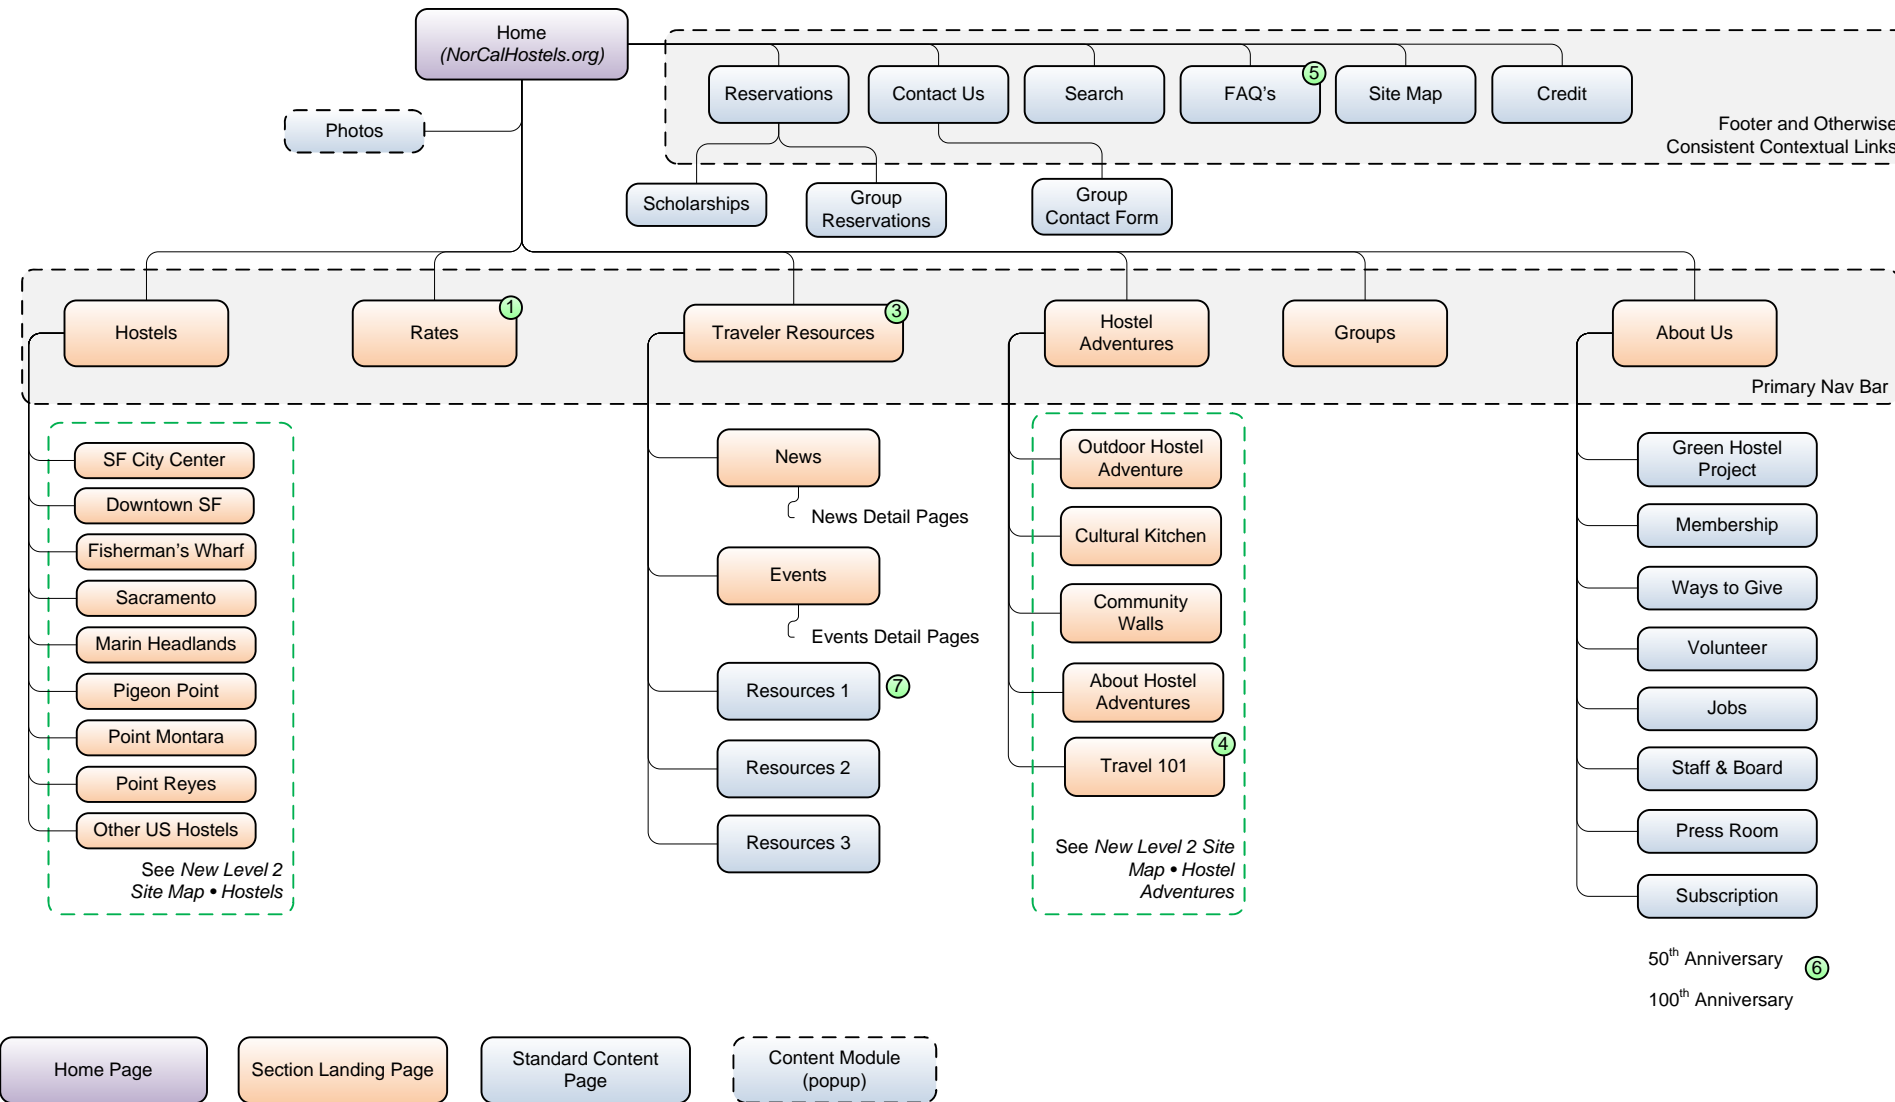 Home
(NorCalHostels.org)
Reservations
Contact Us
Search
FAQ's
5
Site Map
Credit
Footer and Otherwise
Consistent Contextual Links
Photos
Scholarships
Group
Reservations
Group
Contact Form
Hostels
Rates
1
Traveler Resources
3
Hostel
Adventures
Groups
About Us
Primary Nav Bar
SF City Center
Downtown SF
Fisherman's Wharf
Sacramento
Marin Headlands
Pigeon Point
Point Montara
Point Reyes
Other US Hostels
See New Level 2
Site Map • Hostels
News
News Detail Pages
Events
Events Detail Pages
Resources 1
7
Resources 2
Resources 3
Outdoor Hostel
Adventure
Cultural Kitchen
Community
Walls
About Hostel
Adventures
Travel 101
4
See New Level 2 Site
Map • Hostel
Adventures
Green Hostel
Project
Membership
Ways to Give
Volunteer
Jobs
Staff & Board
Press Room
Subscription
50th Anniversary
6
100th Anniversary
Home Page
Section Landing Page
Standard Content
Page
Content Module
(popup)